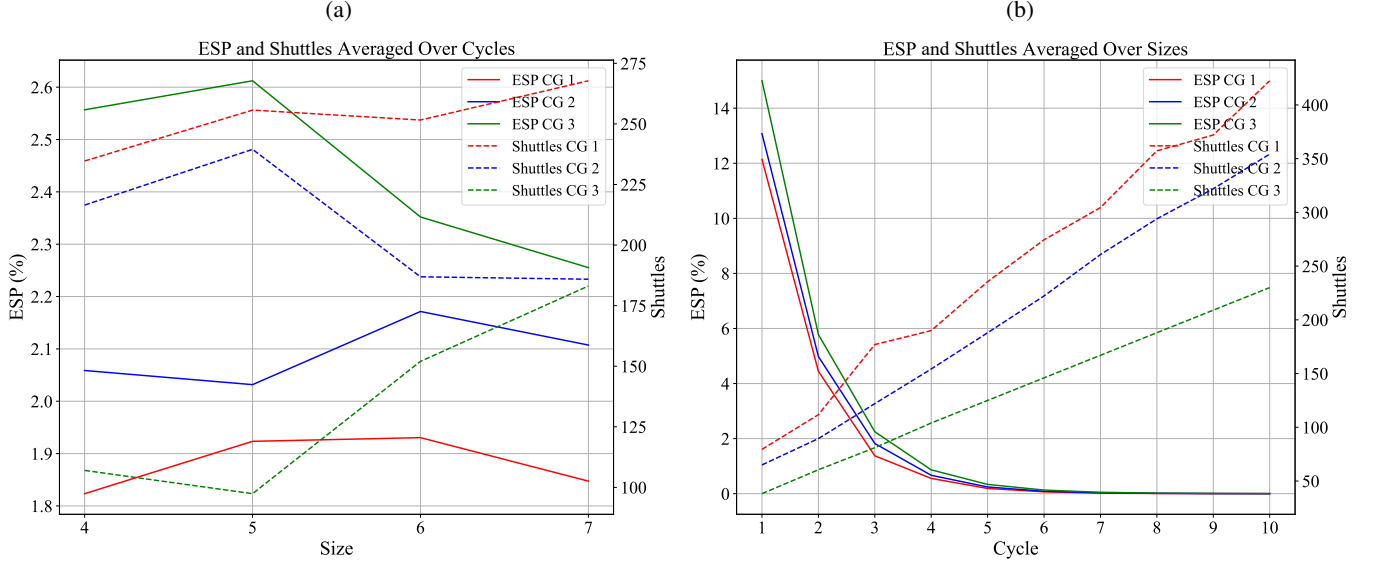 (a)
ESP and Shuttles Averaged Over Cycles
ESP (%)
2.6
2.5
2.4
2.3
2.2
2.1
2.0
1.9
1.8
ESP CG 1
ESP CG 2
ESP CG 3
Shuttles CG 1
Shuttles CG 2
Shuttles CG 3
275
250
225
200
175
150
125
100
Shuttles
4 5 6 7
Size
(b)
ESP and Shuttles Averaged Over Sizes
ESP (%)
14
12
10
8
6
4
2
0
ESP CG 1
ESP CG 2
ESP CG 3
Shuttles CG 1
Shuttles CG 2
Shuttles CG 3
400
350
300
250
200
150
100
50
Shuttles
1 2 3 4 5 6 7 8 9 10
Cycle